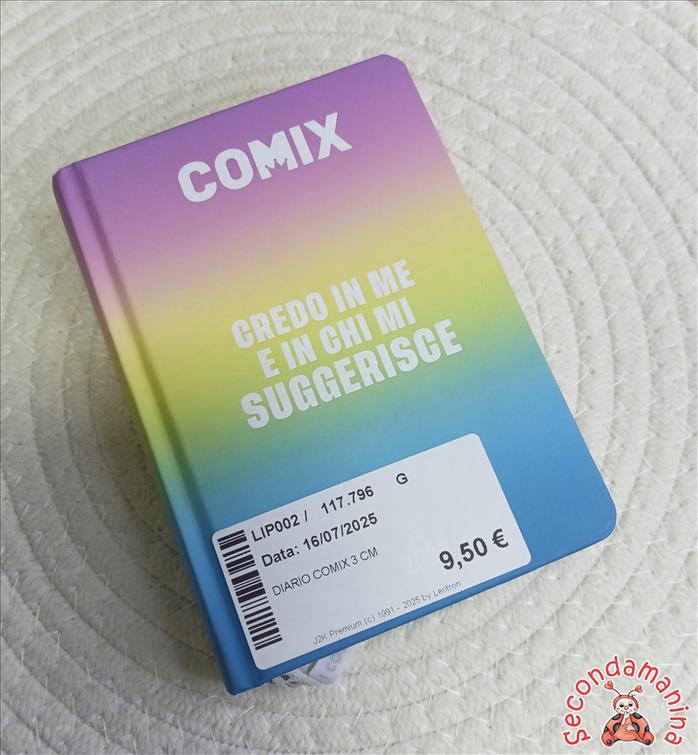 COMIX
CREDO IN ME
E IN CHI MI
SUGGERISCE
LIP002 / 117.796 G
Data: 16/07/2025
DIARIO COMIX 3 CM
9,50 €
J2K Premium (c) 1991 - 2025 by Leotron
Secondamanina